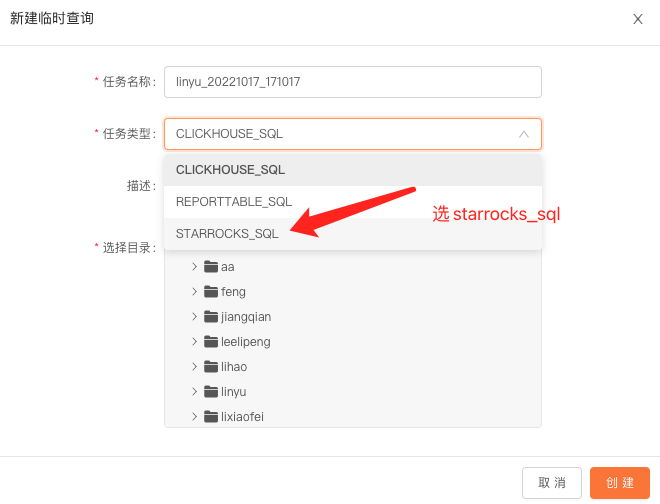 新建临时查询
* 任务名称: linyu_20221017_171017
* 任务类型: CLICKHOUSE_SQL
CLICKHOUSE_SQL
描述:
REPORTTABLE_SQL
选 starrocks_sql
STARROCKS_SQL
* 选择目录:
aa
feng
jiangqian
leelipeng
lihao
linyu
lixiaofei
取 消
创 建